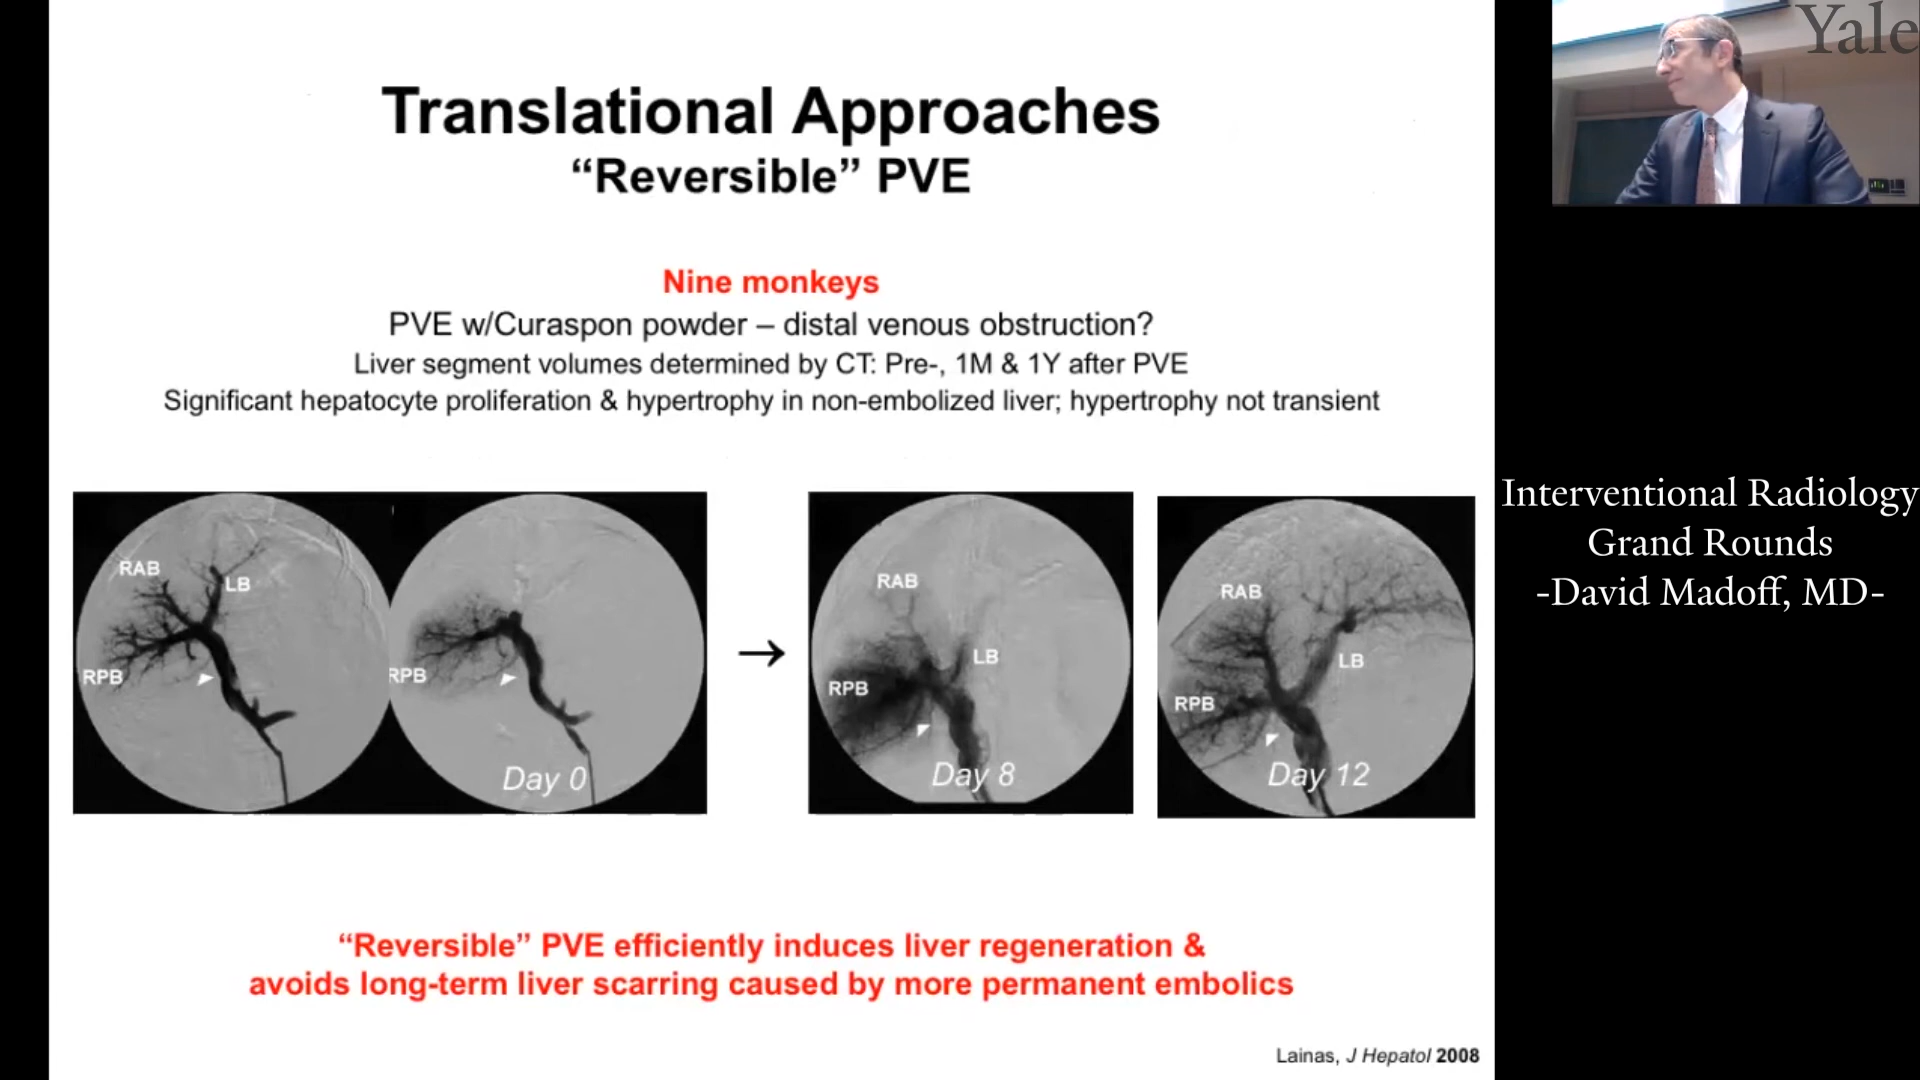 Yale
Translational Approaches
“Reversible” PVE
Nine monkeys
PVE w/Curaspon powder – distal venous obstruction?
Liver segment volumes determined by CT: Pre-, 1M & 1Y after PVE
Significant hepatocyte proliferation & hypertrophy in non-embolized liver; hypertrophy not transient
RAB
LB
RPB
RPB
Day 0
→
RAB
LB
RPB
Day 8
RAB
LB
RPB
Day 12
Interventional Radiology
Grand Rounds
-David Madoff, MD-
“Reversible” PVE efficiently induces liver regeneration &
avoids long-term liver scarring caused by more permanent embolics
Lainas, J Hepatol 2008